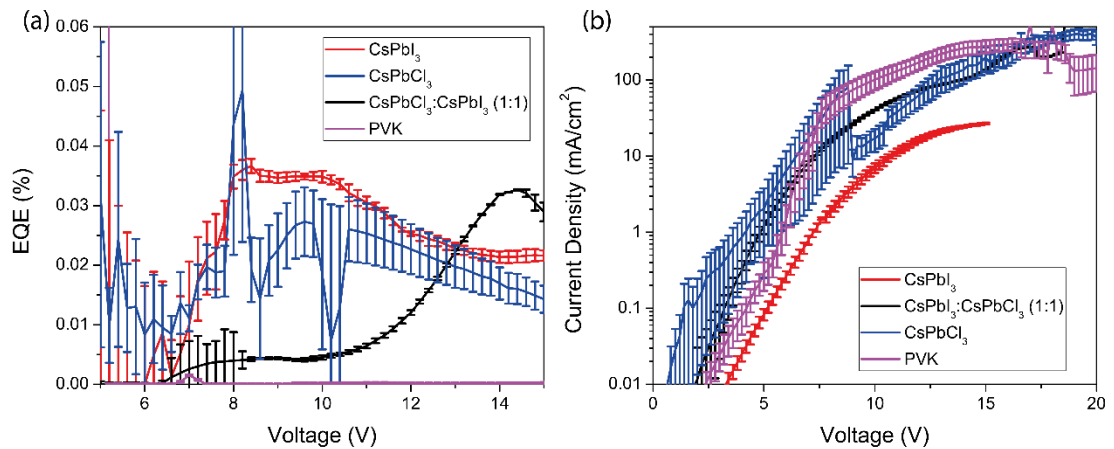 (a)
0.06
0.05
0.04
0.03
0.02
0.01
0.00
EQE (%)
CsPbI₃
CsPbCl₃
CsPbCl₃:CsPbI₃ (1:1)
PVK
6 8 10 12 14
Voltage (V)
(b)
100
10
1
0.1
0.01
Current Density (mA/cm²)
CsPbI₃
CsPbI₃:CsPbCl₃ (1:1)
CsPbCl₃
PVK
0 5 10 15 20
Voltage (V)